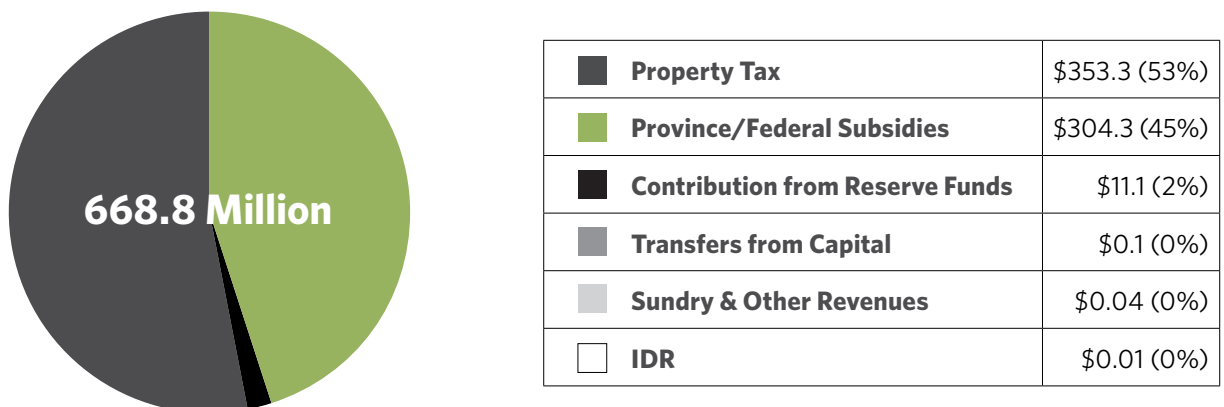 668.8 Million
Property Tax $353.3 (53%)
Province/Federal Subsidies $304.3 (45%)
Contribution from Reserve Funds $11.1 (2%)
Transfers from Capital $0.1 (0%)
Sundry & Other Revenues $0.04 (0%)
IDR $0.01 (0%)